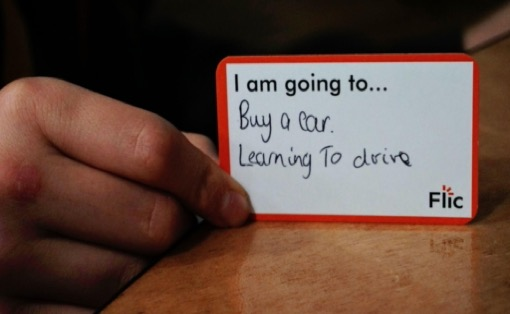 I am going to...
Buy a car.
Learning To drive
Flic